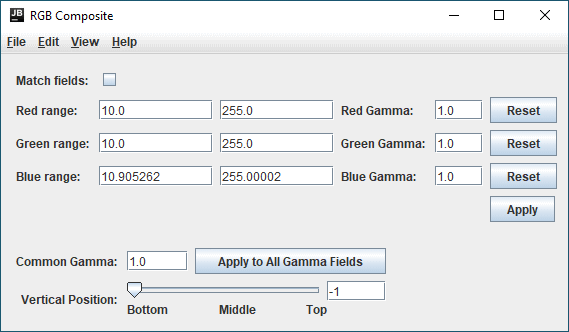 JB RGB Composite
File Edit View Help
Match fields:
Red range: 10.0 255.0 Red Gamma: 1.0 Reset
Green range: 10.0 255.0 Green Gamma: 1.0 Reset
Blue range: 10.905262 255.00002 Blue Gamma: 1.0 Reset
Apply
Common Gamma: 1.0 Apply to All Gamma Fields
Vertical Position: -1
Bottom Middle Top